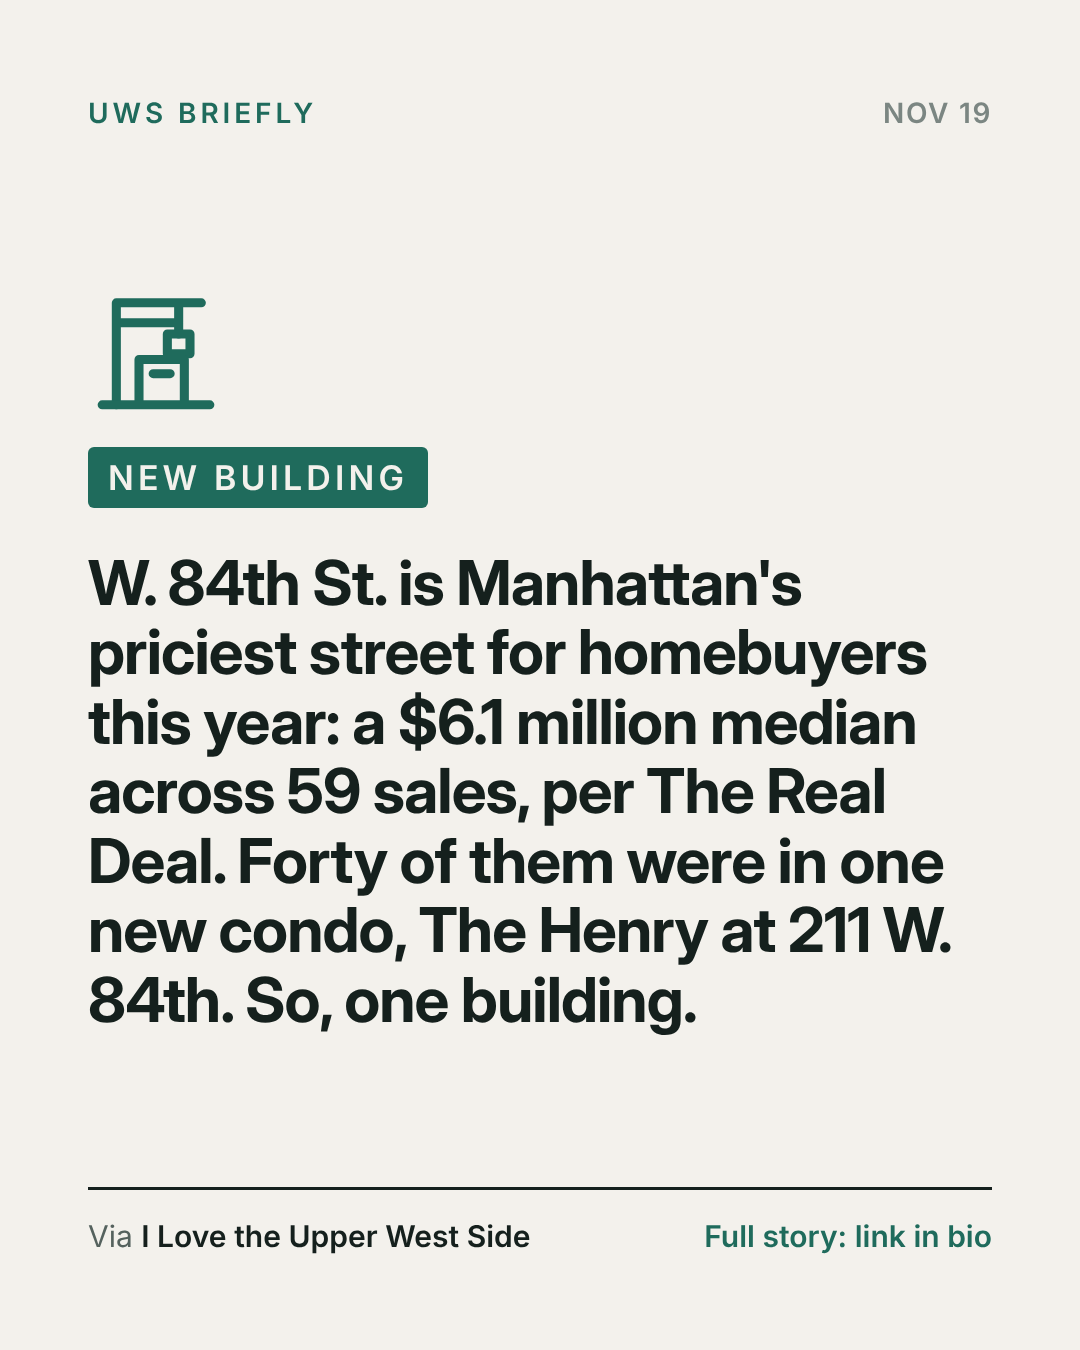 UWS BRIEFLY
NOV 19
NEW BUILDING
W. 84th St. is Manhattan's
priciest street for homebuyers
this year: a $6.1 million median
across 59 sales, per The Real
Deal. Forty of them were in one
new condo, The Henry at 211 W.
84th. So, one building.
Via I Love the Upper West Side
Full story: link in bio